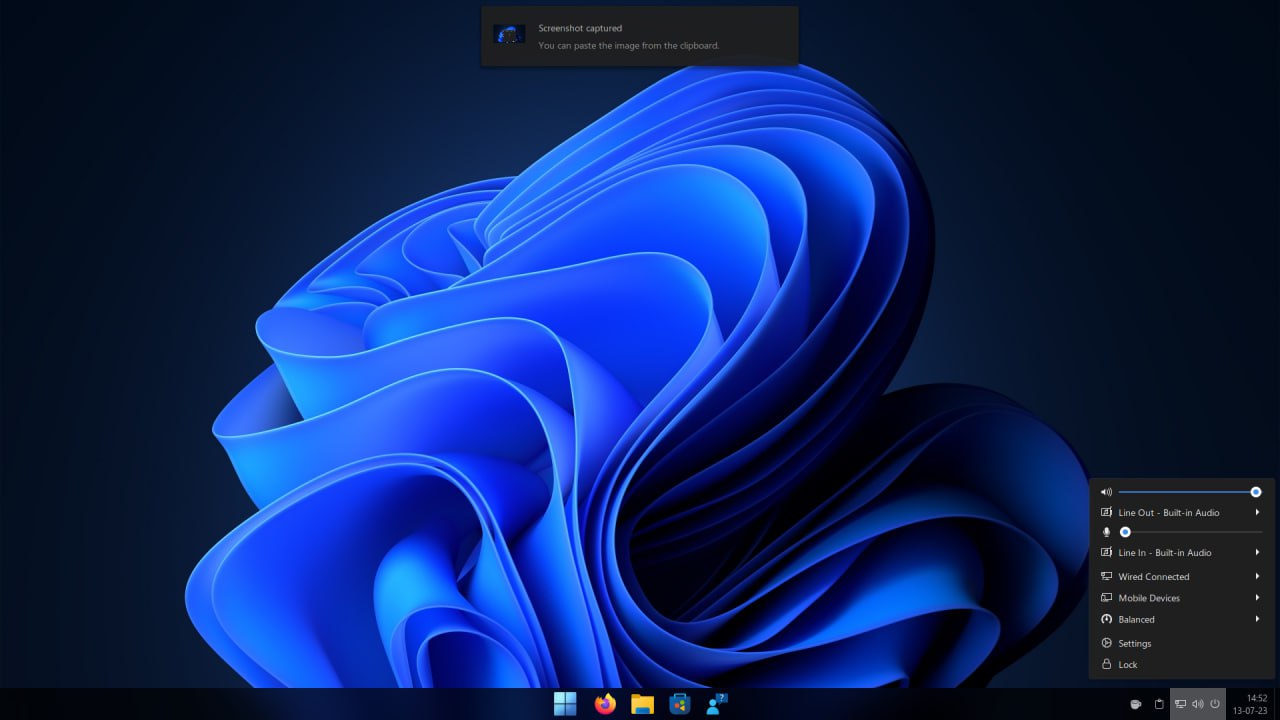 Screenshot captured
You can paste the image from the clipboard.
Line Out - Built-in Audio
Line In - Built-in Audio
Wired Connected
Mobile Devices
Balanced
Settings
Lock
?
14:52
13-07-23